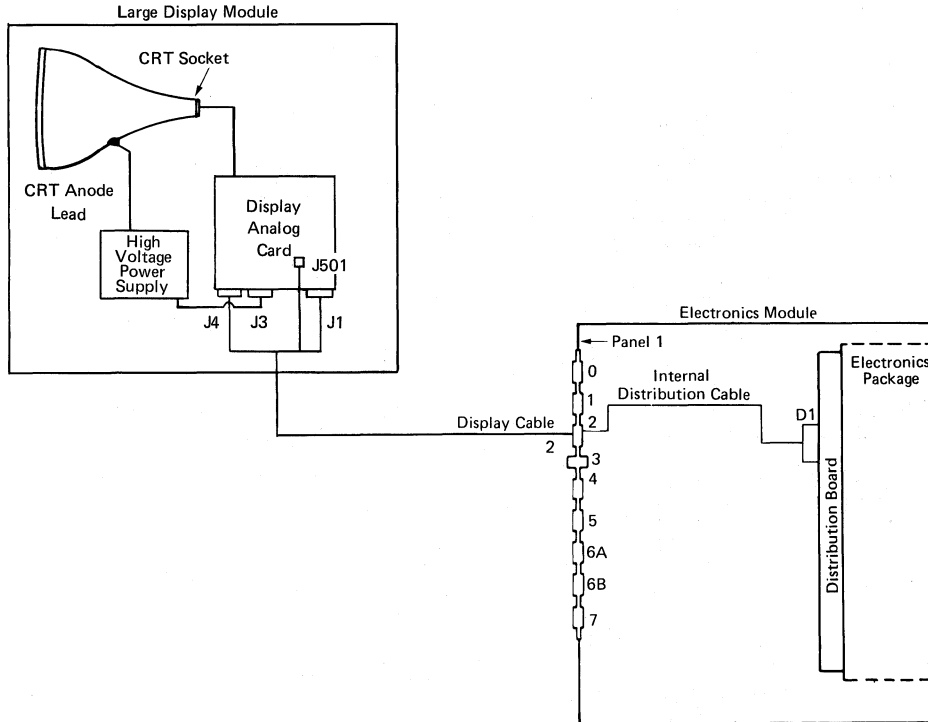 Large Display Module
CRT Socket
CRT Anode
Lead
Display
Analog
Card
J501
High
Voltage
Power
Supply
J4
J3
J1
Electronics Module
Panel 1
0
1
2
3
4
5
6A
6B
7
Internal
Distribution Cable
Display Cable
2
D1
Distribution Board
Electronics
Package